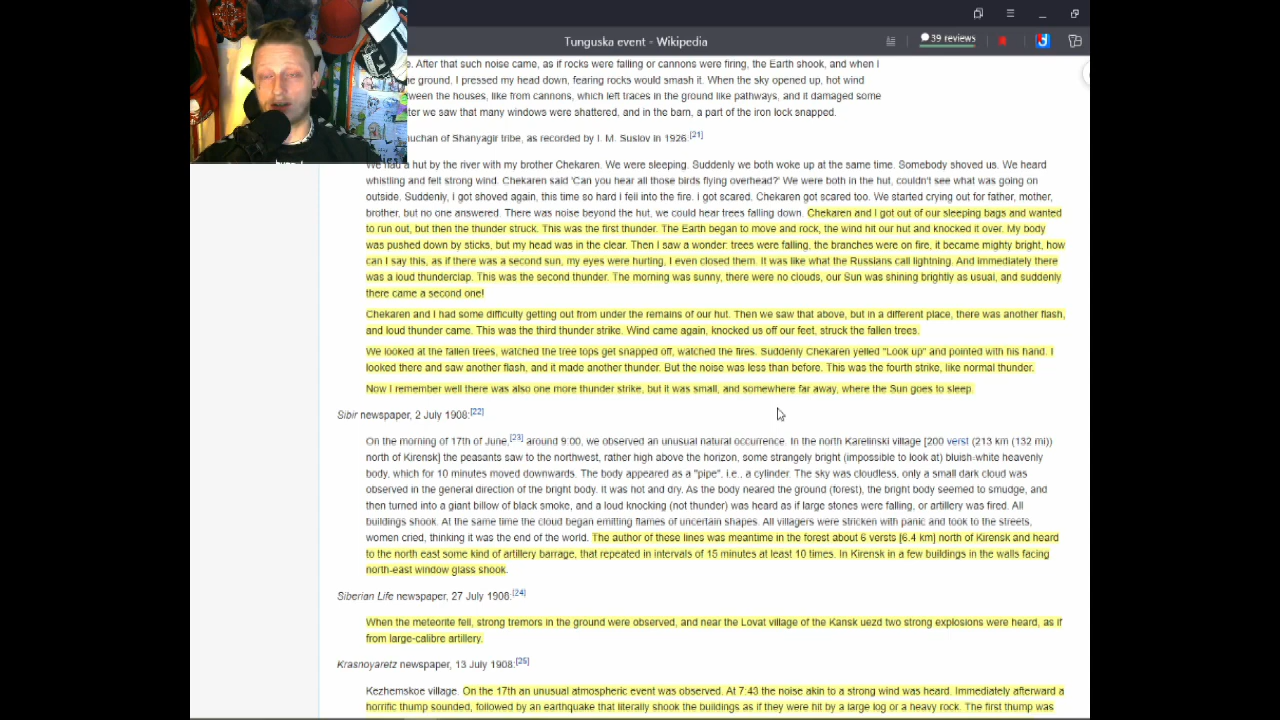 Tunguska event - Wikipedia
39 reviews
e. After that such noise came, as if rocks were falling or cannons were firing, the Earth shook, and when I
e ground, I pressed my head down, fearing rocks would smash it. When the sky opened up, hot wind
ween the houses, like from cannons, which left traces in the ground like pathways, and it damaged some
ter we saw that many windows were shattered, and in the barn, a part of the iron lock snapped.
uchan of Shanyagir tribe, as recorded by I. M. Suslov in 1926.[21]
We had a hut by the river with my brother Chekaren. We were sleeping. Suddenly we both woke up at the same time. Somebody shoved us. We heard
whistling and felt strong wind. Chekaren said 'Can you hear all those birds flying overhead?' We were both in the hut, couldn't see what was going on
outside. Suddenly, I got shoved again, this time so hard I fell into the fire. I got scared. Chekaren got scared too. We started crying out for father, mother,
brother, but no one answered. There was noise beyond the hut, we could hear trees falling down. Chekaren and I got out of our sleeping bags and wanted
to run out, but then the thunder struck. This was the first thunder. The Earth began to move and rock, the wind hit our hut and knocked it over. My body
was pushed down by sticks, but my head was in the clear. Then I saw a wonder: trees were falling, the branches were on fire, it became mighty bright, how
can I say this, as if there was a second sun, my eyes were hurting, I even closed them. It was like what the Russians call lightning. And immediately there
was a loud thunderclap. This was the second thunder. The morning was sunny, there were no clouds, our Sun was shining brightly as usual, and suddenly
there came a second one!
Chekaren and I had some difficulty getting out from under the remains of our hut. Then we saw that above, but in a different place, there was another flash,
and loud thunder came. This was the third thunder strike. Wind came again, knocked us off our feet, struck the fallen trees.
We looked at the fallen trees, watched the tree tops get snapped off, watched the fires. Suddenly Chekaren yelled "Look up" and pointed with his hand. I
looked there and saw another flash, and it made another thunder. But the noise was less than before. This was the fourth strike, like normal thunder.
Now I remember well there was also one more thunder strike, but it was small, and somewhere far away, where the Sun goes to sleep.
Sibir newspaper, 2 July 1908:[22]
On the morning of 17th of June,[23] around 9:00, we observed an unusual natural occurrence. In the north Karelinski village [200 verst (213 km (132 mi))
north of Kirensk] the peasants saw to the northwest, rather high above the horizon, some strangely bright (impossible to look at) bluish-white heavenly
body, which for 10 minutes moved downwards. The body appeared as a "pipe", i.e., a cylinder. The sky was cloudless, only a small dark cloud was
observed in the general direction of the bright body. It was hot and dry. As the body neared the ground (forest), the bright body seemed to smudge, and
then turned into a giant billow of black smoke, and a loud knocking (not thunder) was heard as if large stones were falling, or artillery was fired. All
buildings shook. At the same time the cloud began emitting flames of uncertain shapes. All villagers were stricken with panic and took to the streets,
women cried, thinking it was the end of the world. The author of these lines was meantime in the forest about 6 versts [6.4 km] north of Kirensk and heard
to the north east some kind of artillery barrage, that repeated in intervals of 15 minutes at least 10 times. In Kirensk in a few buildings in the walls facing
north-east window glass shook.
Siberian Life newspaper, 27 July 1908:[24]
When the meteorite fell, strong tremors in the ground were observed, and near the Lovat village of the Kansk uezd two strong explosions were heard, as if
from large-calibre artillery.
Krasnoyaretz newspaper, 13 July 1908:[25]
Kezhemskoe village. On the 17th an unusual atmospheric event was observed. At 7:43 the noise akin to a strong wind was heard. Immediately afterward a
horrific thump sounded, followed by an earthquake that literally shook the buildings as if they were hit by a large log or a heavy rock. The first thump was